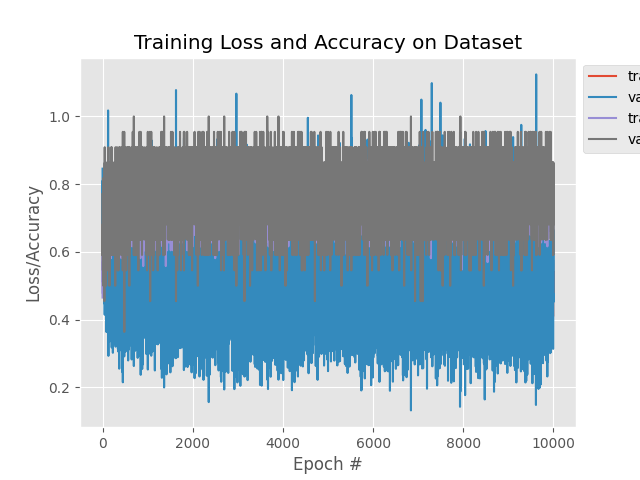 Training Loss and Accuracy on Dataset
1.0
0.8
0.6
0.4
0.2
0
2000
4000
6000
8000
10000
Loss/Accuracy
Epoch #
tra
va
tra
va